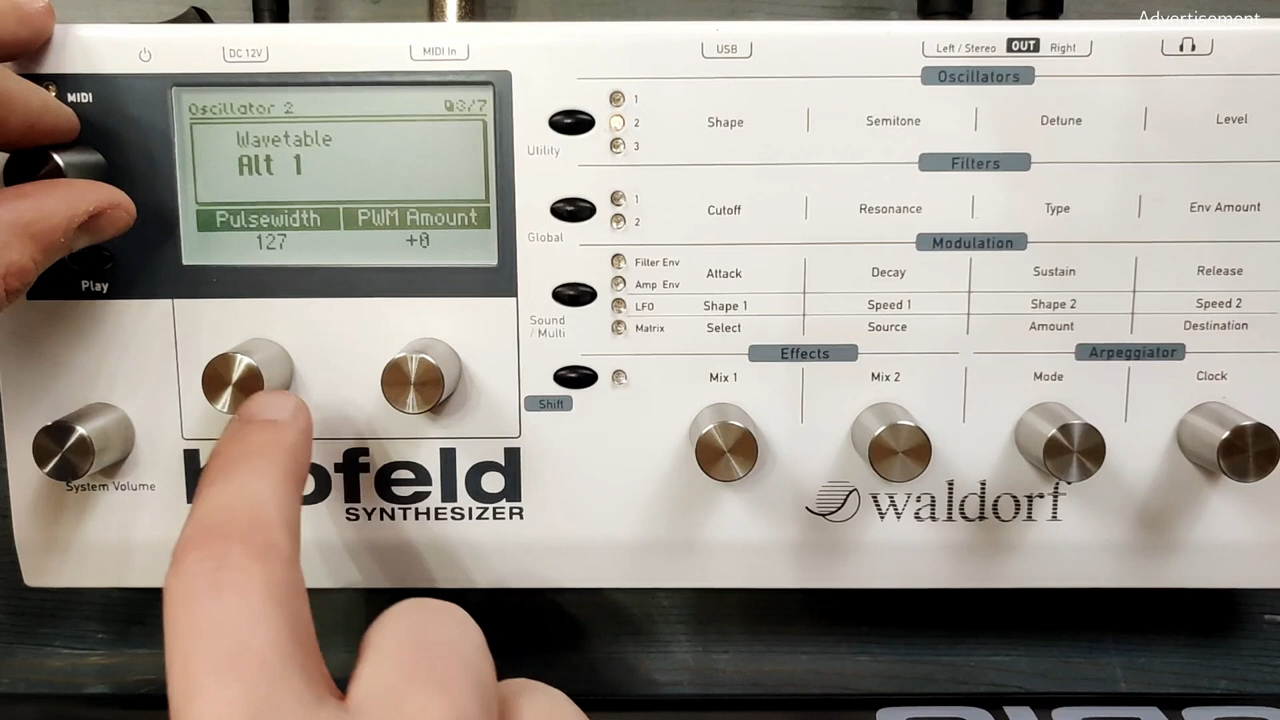 Advertisement
DC 12V
MIDI In
USB
Left / Stereo OUT Right
MIDI
Oscillator 2
3/7
Wavetable
Alt 1
Pulsewidth
PWM Amount
127
+0
Play
System Volume
SYNTHESIZER
Oscillators
1
2
3
Utility
Shape
Semitone
Detune
Level
Filters
1
2
Global
Cutoff
Resonance
Type
Env Amount
Modulation
Filter Env
Attack
Decay
Sustain
Release
Amp Env
LFO
Shape 1
Speed 1
Shape 2
Speed 2
Sound
/ Multi
Matrix
Select
Source
Amount
Destination
Effects
Arpeggiator
Shift
Mix 1
Mix 2
Mode
Clock
waldorf